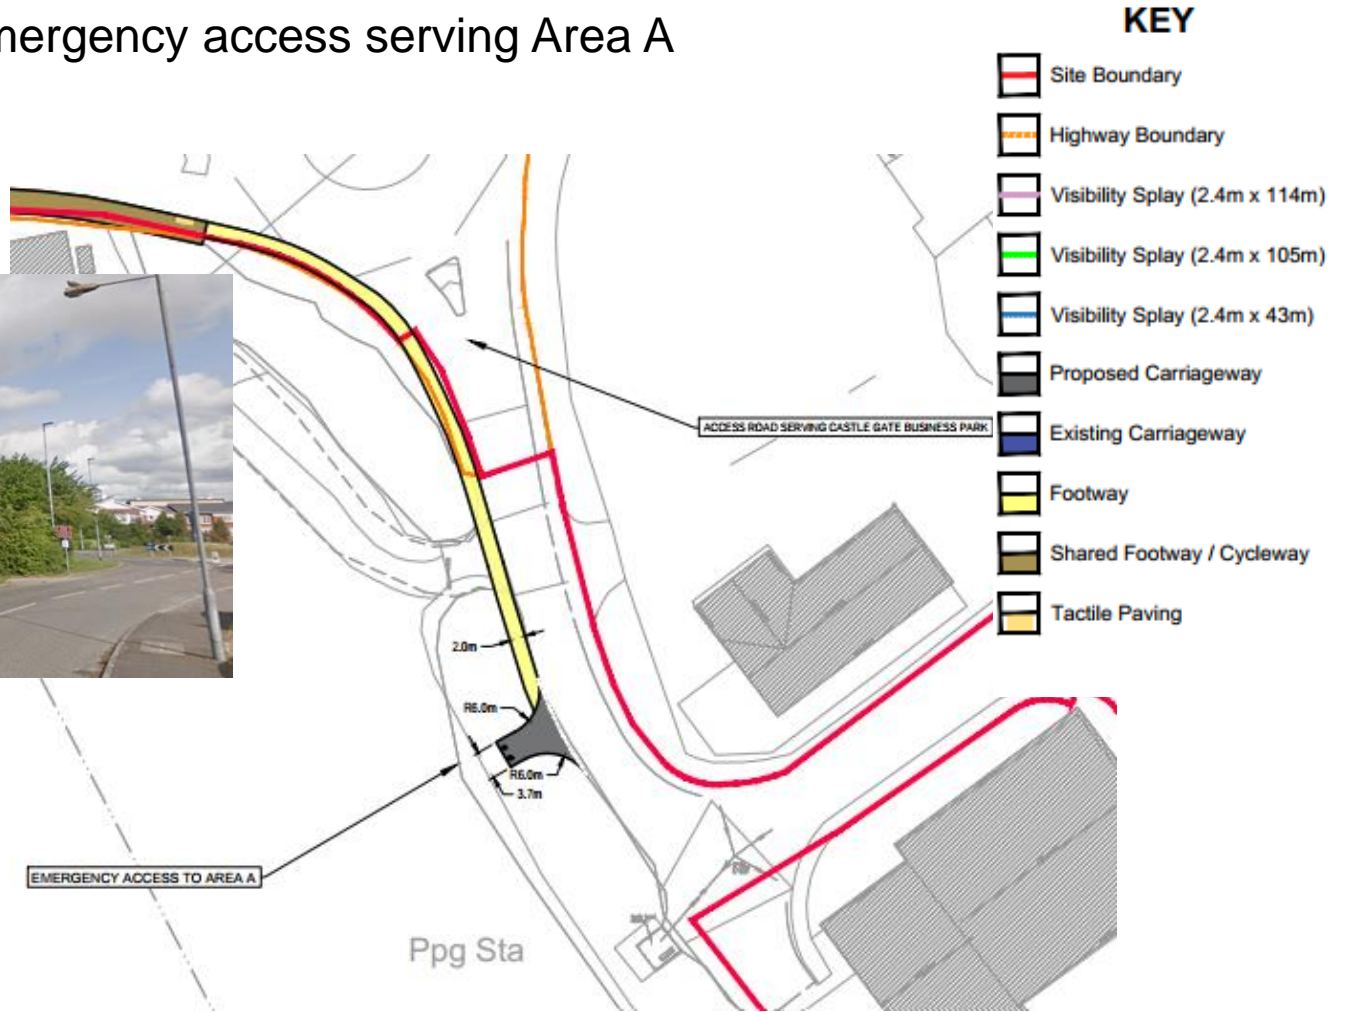 mergency access serving Area A
KEY
Site Boundary
Highway Boundary
Visibility Splay (2.4m x 114m)
Visibility Splay (2.4m x 105m)
Visibility Splay (2.4m x 43m)
Proposed Carriageway
Existing Carriageway
Footway
Shared Footway / Cycleway
Tactile Paving
ACCESS ROAD SERVING CASTLE GATE BUSINESS PARK
2.0m
R6.0m
R6.0m
3.7m
EMERGENCY ACCESS TO AREA A
Ppg Sta